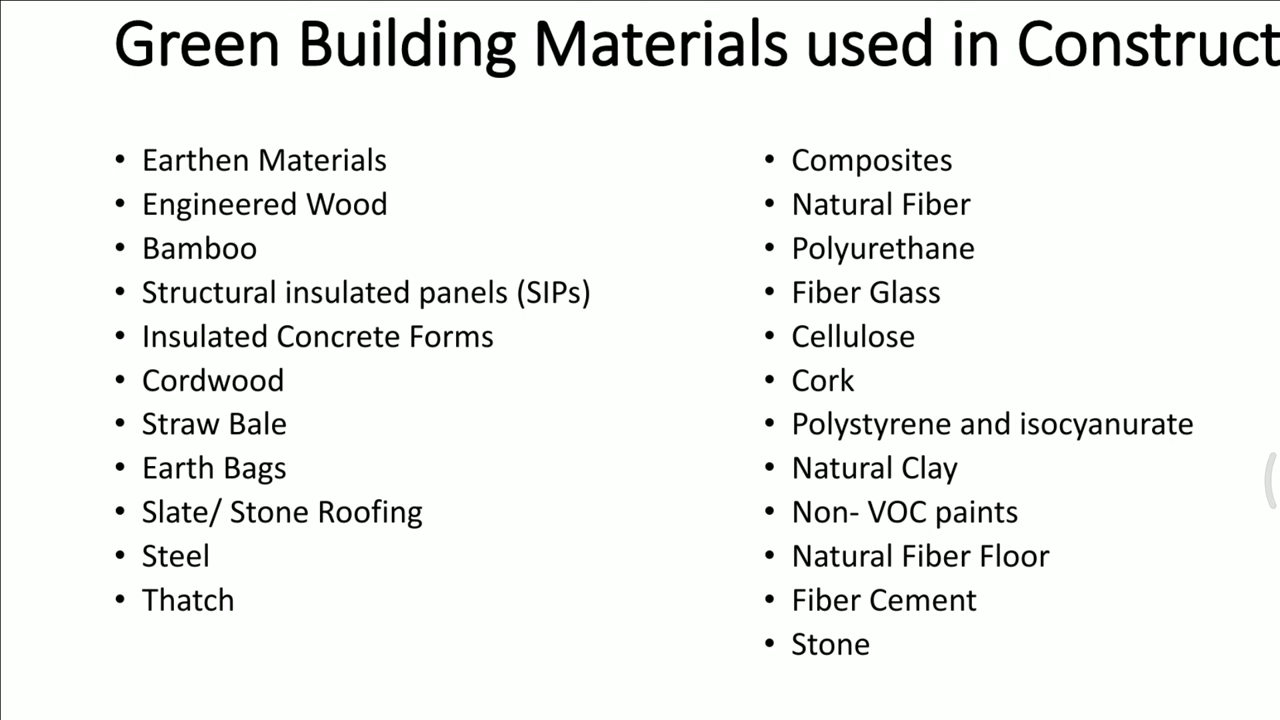 Green Building Materials used in Construct
• Earthen Materials
• Engineered Wood
• Bamboo
• Structural insulated panels (SIPs)
• Insulated Concrete Forms
• Cordwood
• Straw Bale
• Earth Bags
• Slate/ Stone Roofing
• Steel
• Thatch
• Composites
• Natural Fiber
• Polyurethane
• Fiber Glass
• Cellulose
• Cork
• Polystyrene and isocyanurate
• Natural Clay
• Non- VOC paints
• Natural Fiber Floor
• Fiber Cement
• Stone